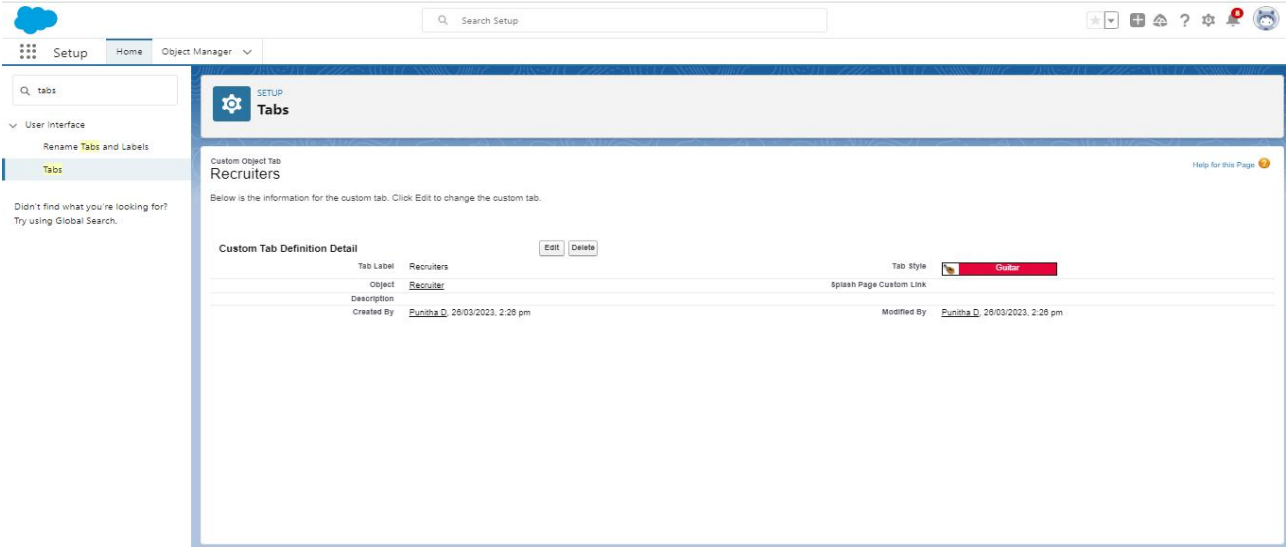 Search Setup
8
Setup
Home
Object Manager
tabs
User Interface
Rename Tabs and Labels
Tabs
Didn't find what you're looking for?
Try using Global Search.
SETUP
Tabs
Custom Object Tab
Recruiters
Help for this Page
Below is the information for the custom tab. Click Edit to change the custom tab.
Custom Tab Definition Detail Edit Delete
Tab Label Recruiters Tab Style Guitar
Object Recruiter Splash Page Custom Link
Description
Created By Punitha D, 26/03/2023, 2:26 pm Modified By Punitha D, 26/03/2023, 2:26 pm